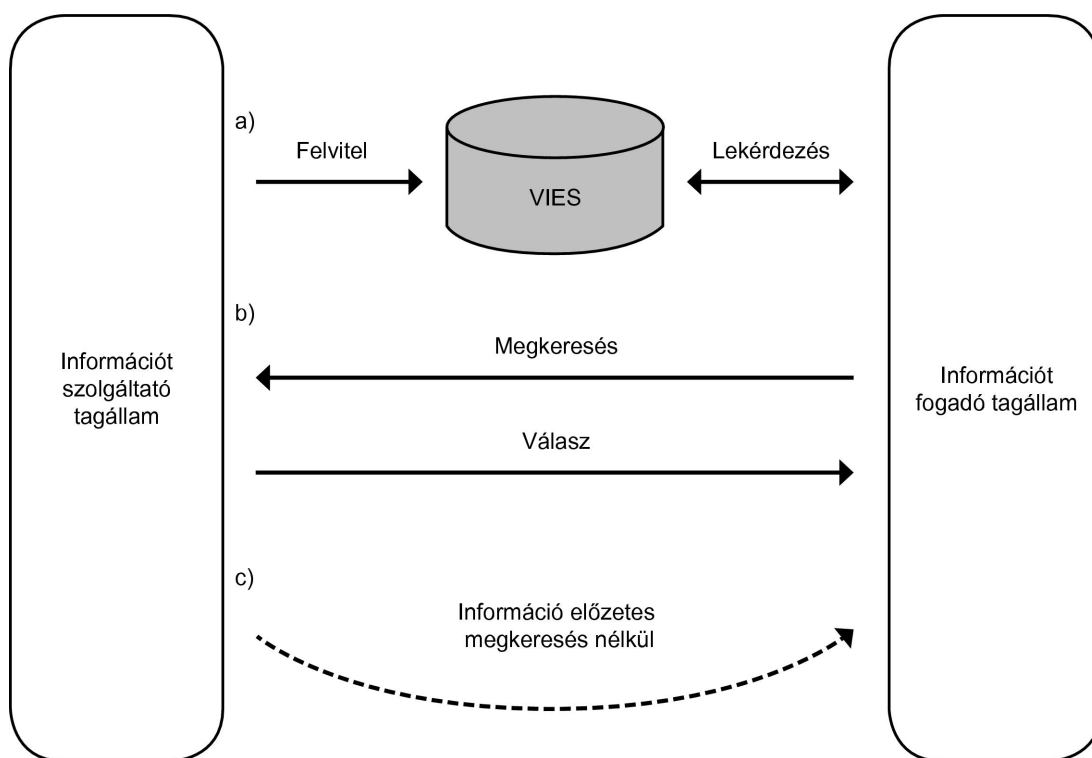 a)
Felvitel
VIES
Lekérdezés
b)
Megkeresés
Információt
szolgáltató
tagállam
Információt
fogadó tagállam
Válasz
c)
Információ előzetes
megkeresés nélkül